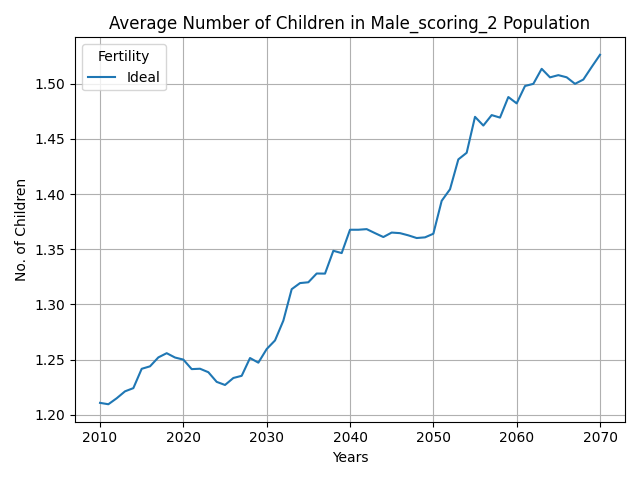 Average Number of Children in Male_scoring_2 Population
Fertility
Ideal
No. of Children
1.50
1.45
1.40
1.35
1.30
1.25
1.20
2010 2020 2030 2040 2050 2060 2070
Years